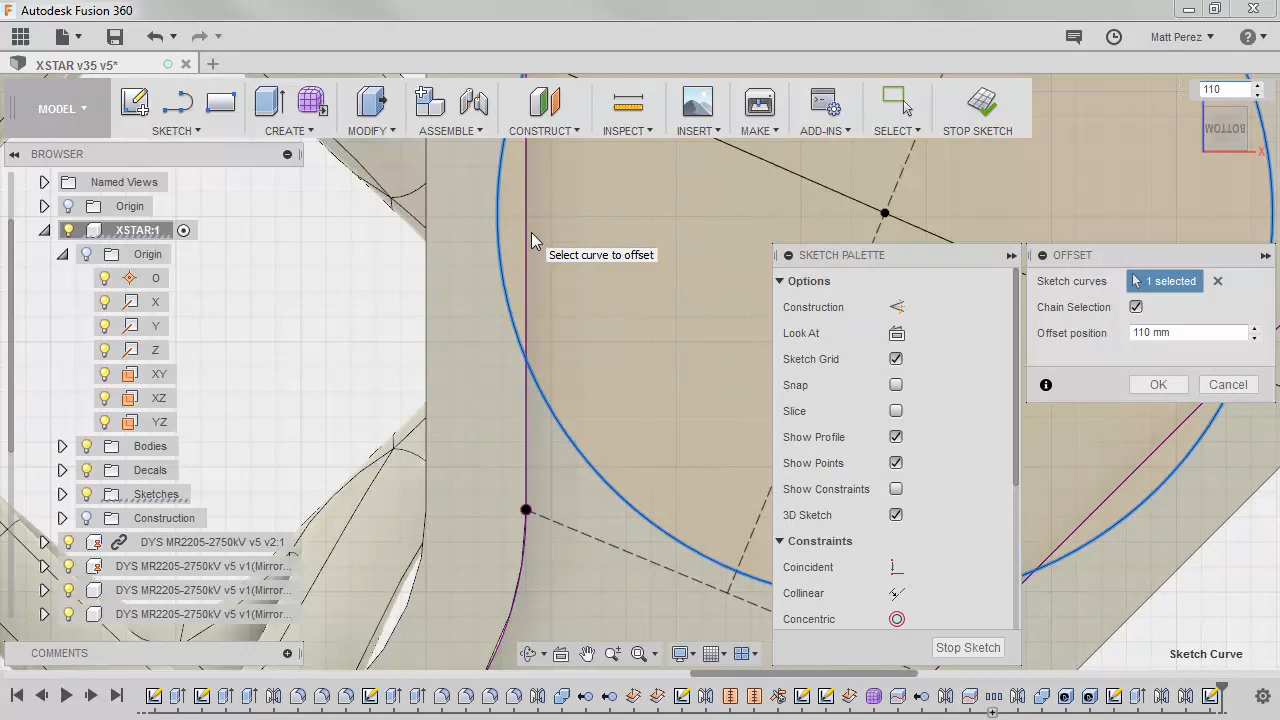 Autodesk Fusion 360
Matt Perez
XSTAR v35 v5*
MODEL
SKETCH
CREATE
MODIFY
ASSEMBLE
CONSTRUCT
INSPECT
INSERT
MAKE
ADD-INS
SELECT
STOP SKETCH
110
BOTTOM
X
BROWSER
Named Views
Origin
XSTAR:1
Origin
O
X
Y
Z
XY
XZ
YZ
Bodies
Decals
Sketches
Construction
DYS MR2205-2750kV v5 v2:1
DYS MR2205-2750kV v5 v1(Mirror...
DYS MR2205-2750kV v5 v1(Mirror...
DYS MR2205-2750kV v5 v1(Mirror...
COMMENTS
Select curve to offset
SKETCH PALETTE
Options
Construction
Look At
Sketch Grid
Snap
Slice
Show Profile
Show Points
Show Constraints
3D Sketch
Constraints
Coincident
Collinear
Concentric
Stop Sketch
OFFSET
Sketch curves 1 selected
Chain Selection
Offset position 110 mm
OK Cancel
Sketch Curve